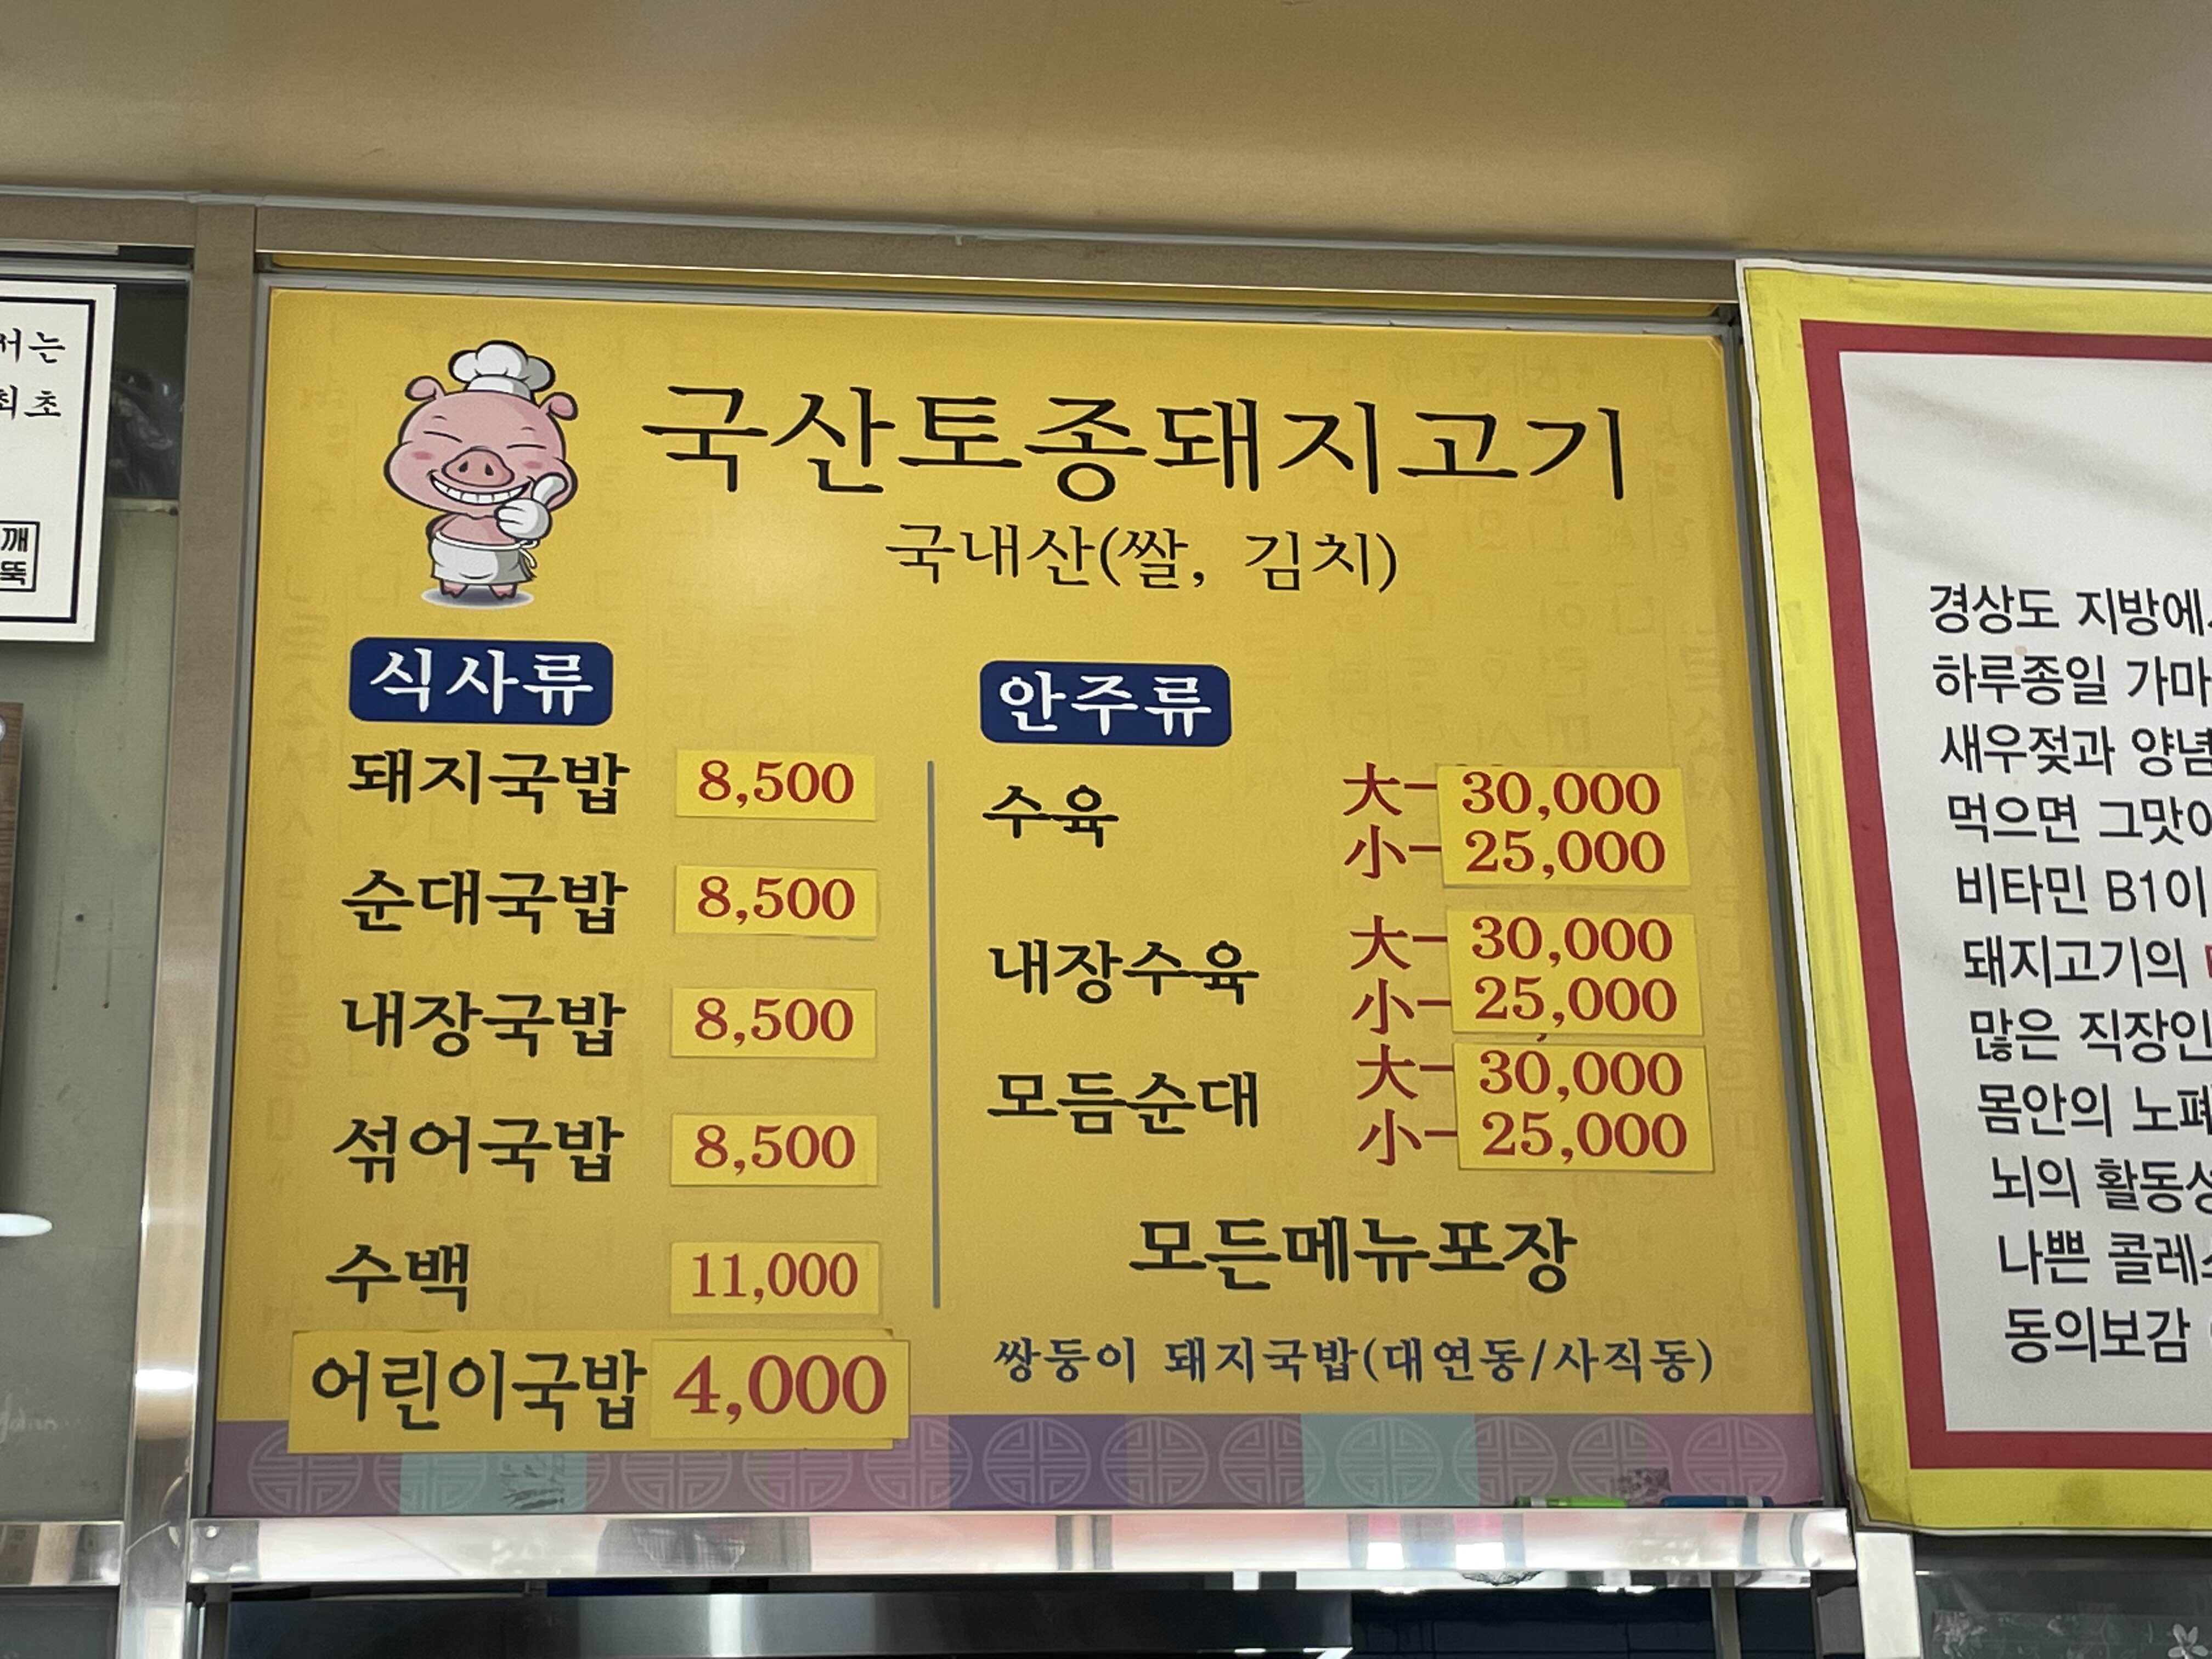 서는
최초
깨
뚝
국산토종돼지고기
국내산(쌀, 김치)
식사류
돼지국밥 8,500
순대국밥 8,500
내장국밥 8,500
섞어국밥 8,500
수백 11,000
어린이국밥 4,000
안주류
수육 大- 30,000
小- 25,000
내장수육 大- 30,000
小- 25,000
모듬순대 大- 30,000
小- 25,000
모든메뉴포장
쌍둥이 돼지국밥(대연동/사직동)
경상도 지방에
하루종일 가마
새우젖과 양념
먹으면 그맛이
비타민 B1이
돼지고기의
많은 직장인
몸안의 노폐
뇌의 활동성
나쁜 콜레스
동의보감